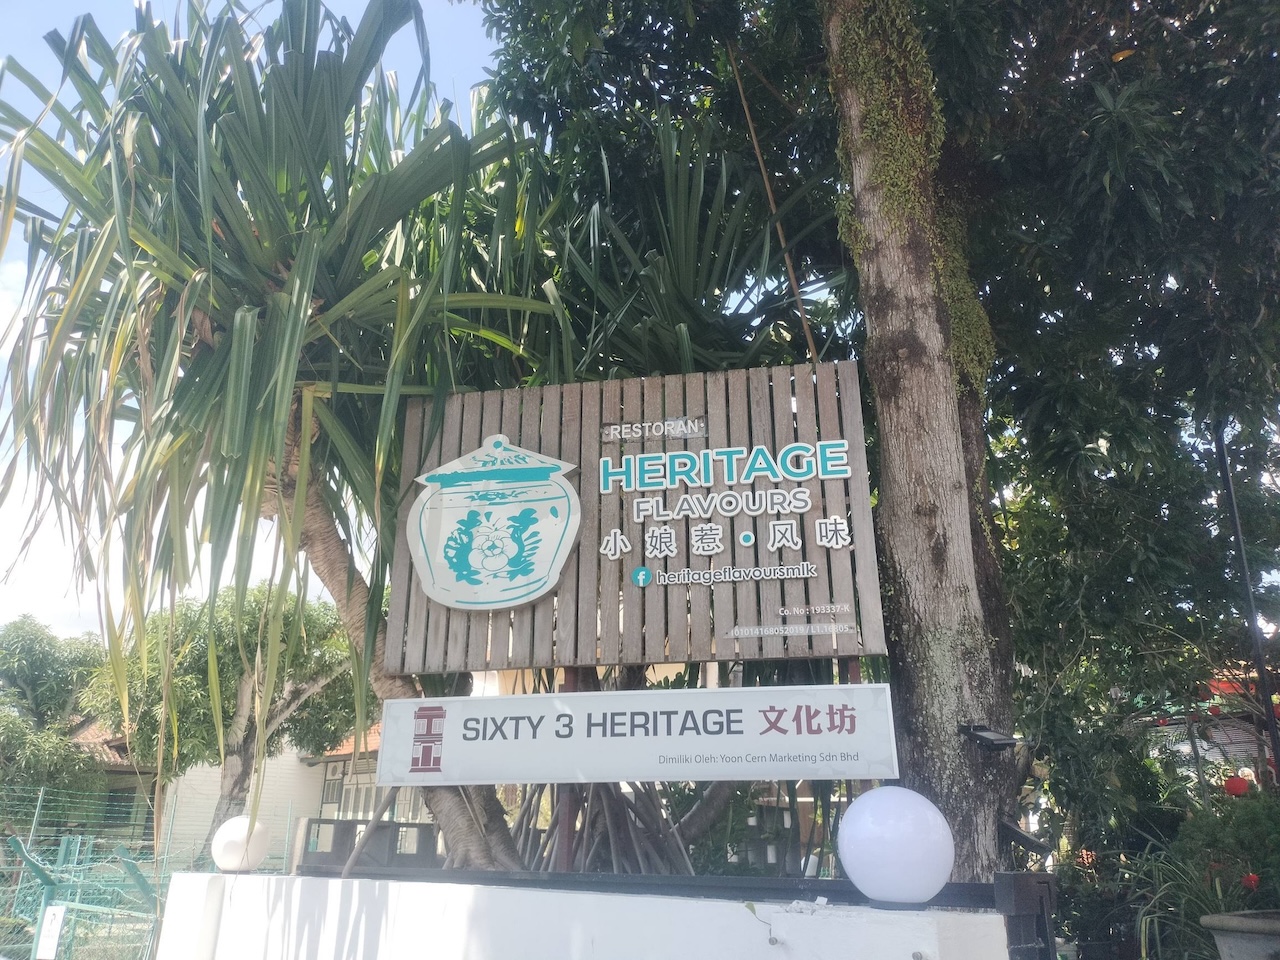 ·RESTORAN·
HERITAGE
FLAVOURS
小娘惹·风味
f heritageflavoursmlk
Co. No : 193337-K
SIXTY 3 HERITAGE 文化坊
Dimiliki Oleh: Yoon Cern Marketing Sdn Bhd